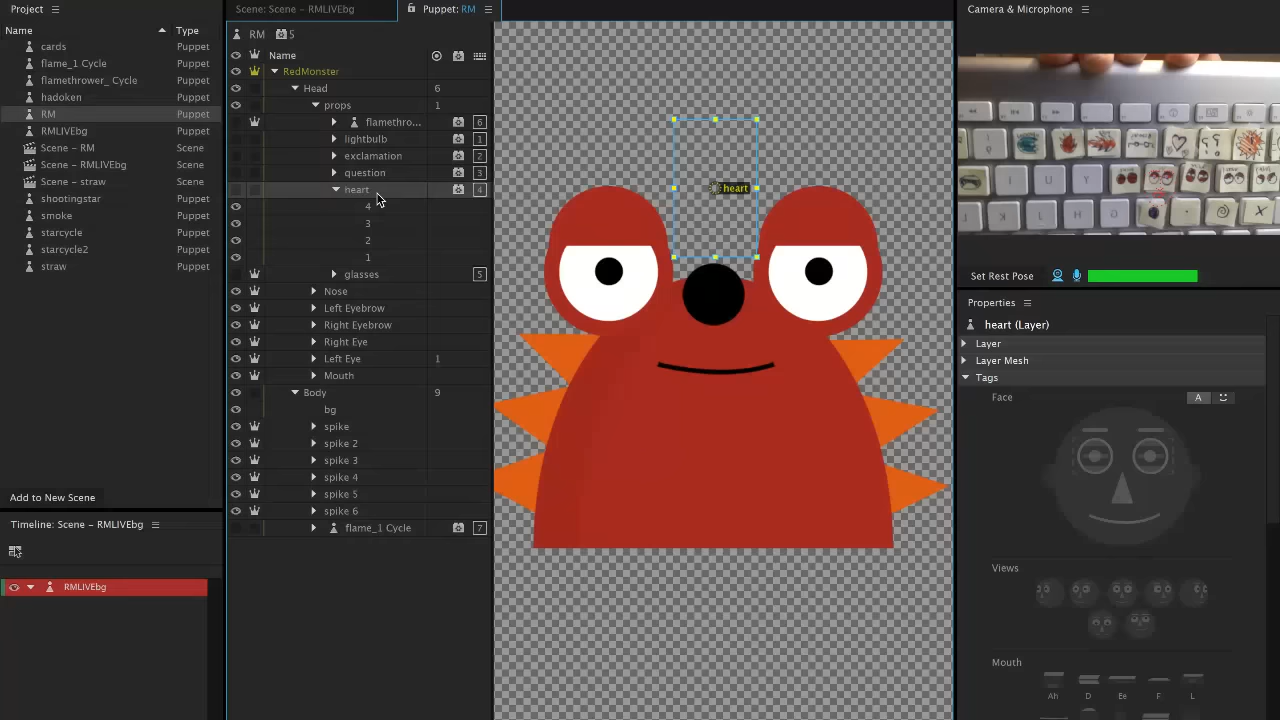 Project
Name
Type
cards Puppet
flame_1 Cycle Puppet
flamethrower_ Cycle Puppet
hadoken Puppet
RM Puppet
RMLIVEbg Puppet
Scene - RM Puppet
Scene - RMLIVEbg Puppet
Scene - straw Puppet
shootingstar Puppet
smoke Puppet
starcycle Puppet
starcycle2 Puppet
straw Puppet
Add to New Scene
Timeline: Scene - RMLIVEbg
RMLIVEbg
Scene: Scene - RMLIVEbg
Puppet: RM
RM 5
Name
RedMonster
Head 6
props 1
flamethro... 6
lightbulb 1
exclamation 2
question 3
heart 4
4
3
2
1
glasses 5
Nose
Left Eyebrow
Right Eyebrow
Right Eye
Left Eye 1
Mouth
Body 9
bg
spike
spike 2
spike 3
spike 4
spike 5
spike 6
flame_1 Cycle 7
heart
Camera & Microphone
Y U I
Set Rest Pose
Properties
heart (Layer)
Layer
Layer Mesh
Tags
Face
A
Views
Mouth
Ah D Ee F L